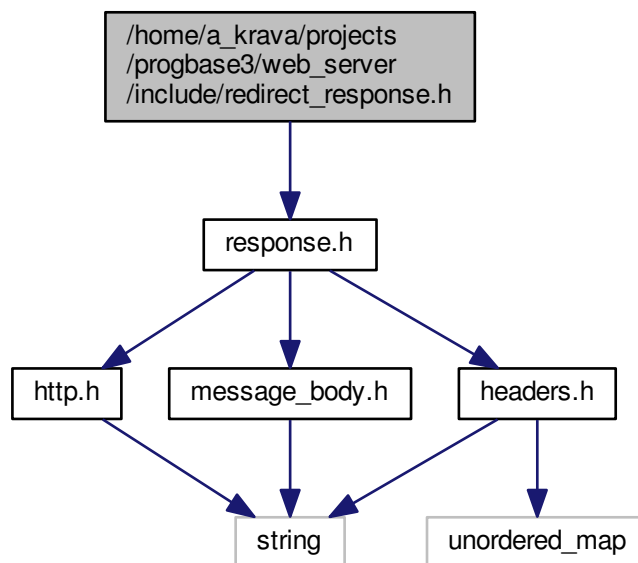 /home/a_krava/projects
/progbase3/web_server
/include/redirect_response.h
response.h
http.h
message_body.h
headers.h
string
unordered_map